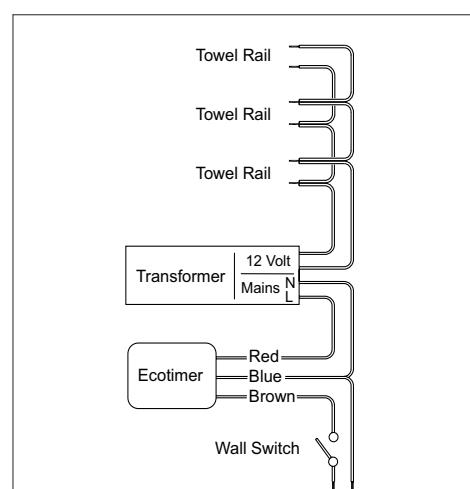 Towel Rail
Towel Rail
Towel Rail
Transformer
12 Volt
Mains N
L
Ecotimer
Red
Blue
Brown
Wall Switch